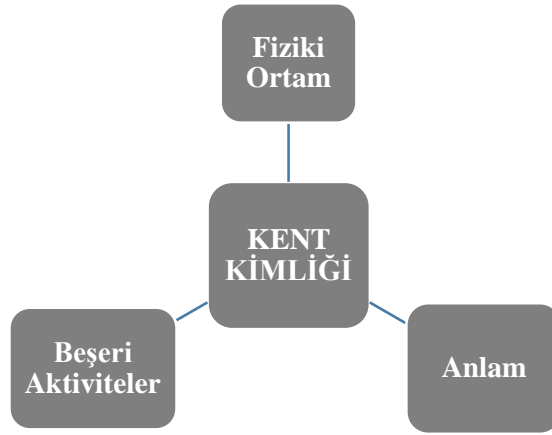 Fiziki
Ortam
KENT
KİMLİĞİ
Beşeri
Aktiviteler
Anlam